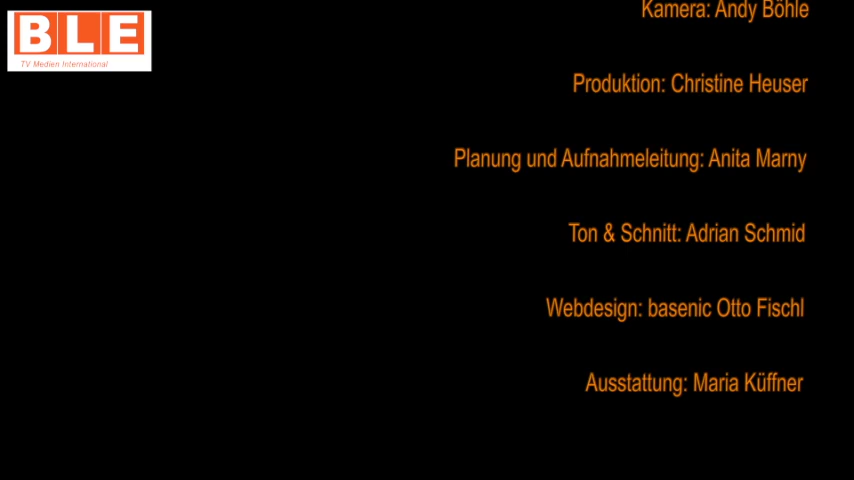 BLE
TV Medien International
Kamera: Andy Böhle
Produktion: Christine Heuser
Planung und Aufnahmeleitung: Anita Marny
Ton & Schnitt: Adrian Schmid
Webdesign: basenic Otto Fischl
Ausstattung: Maria Küffner